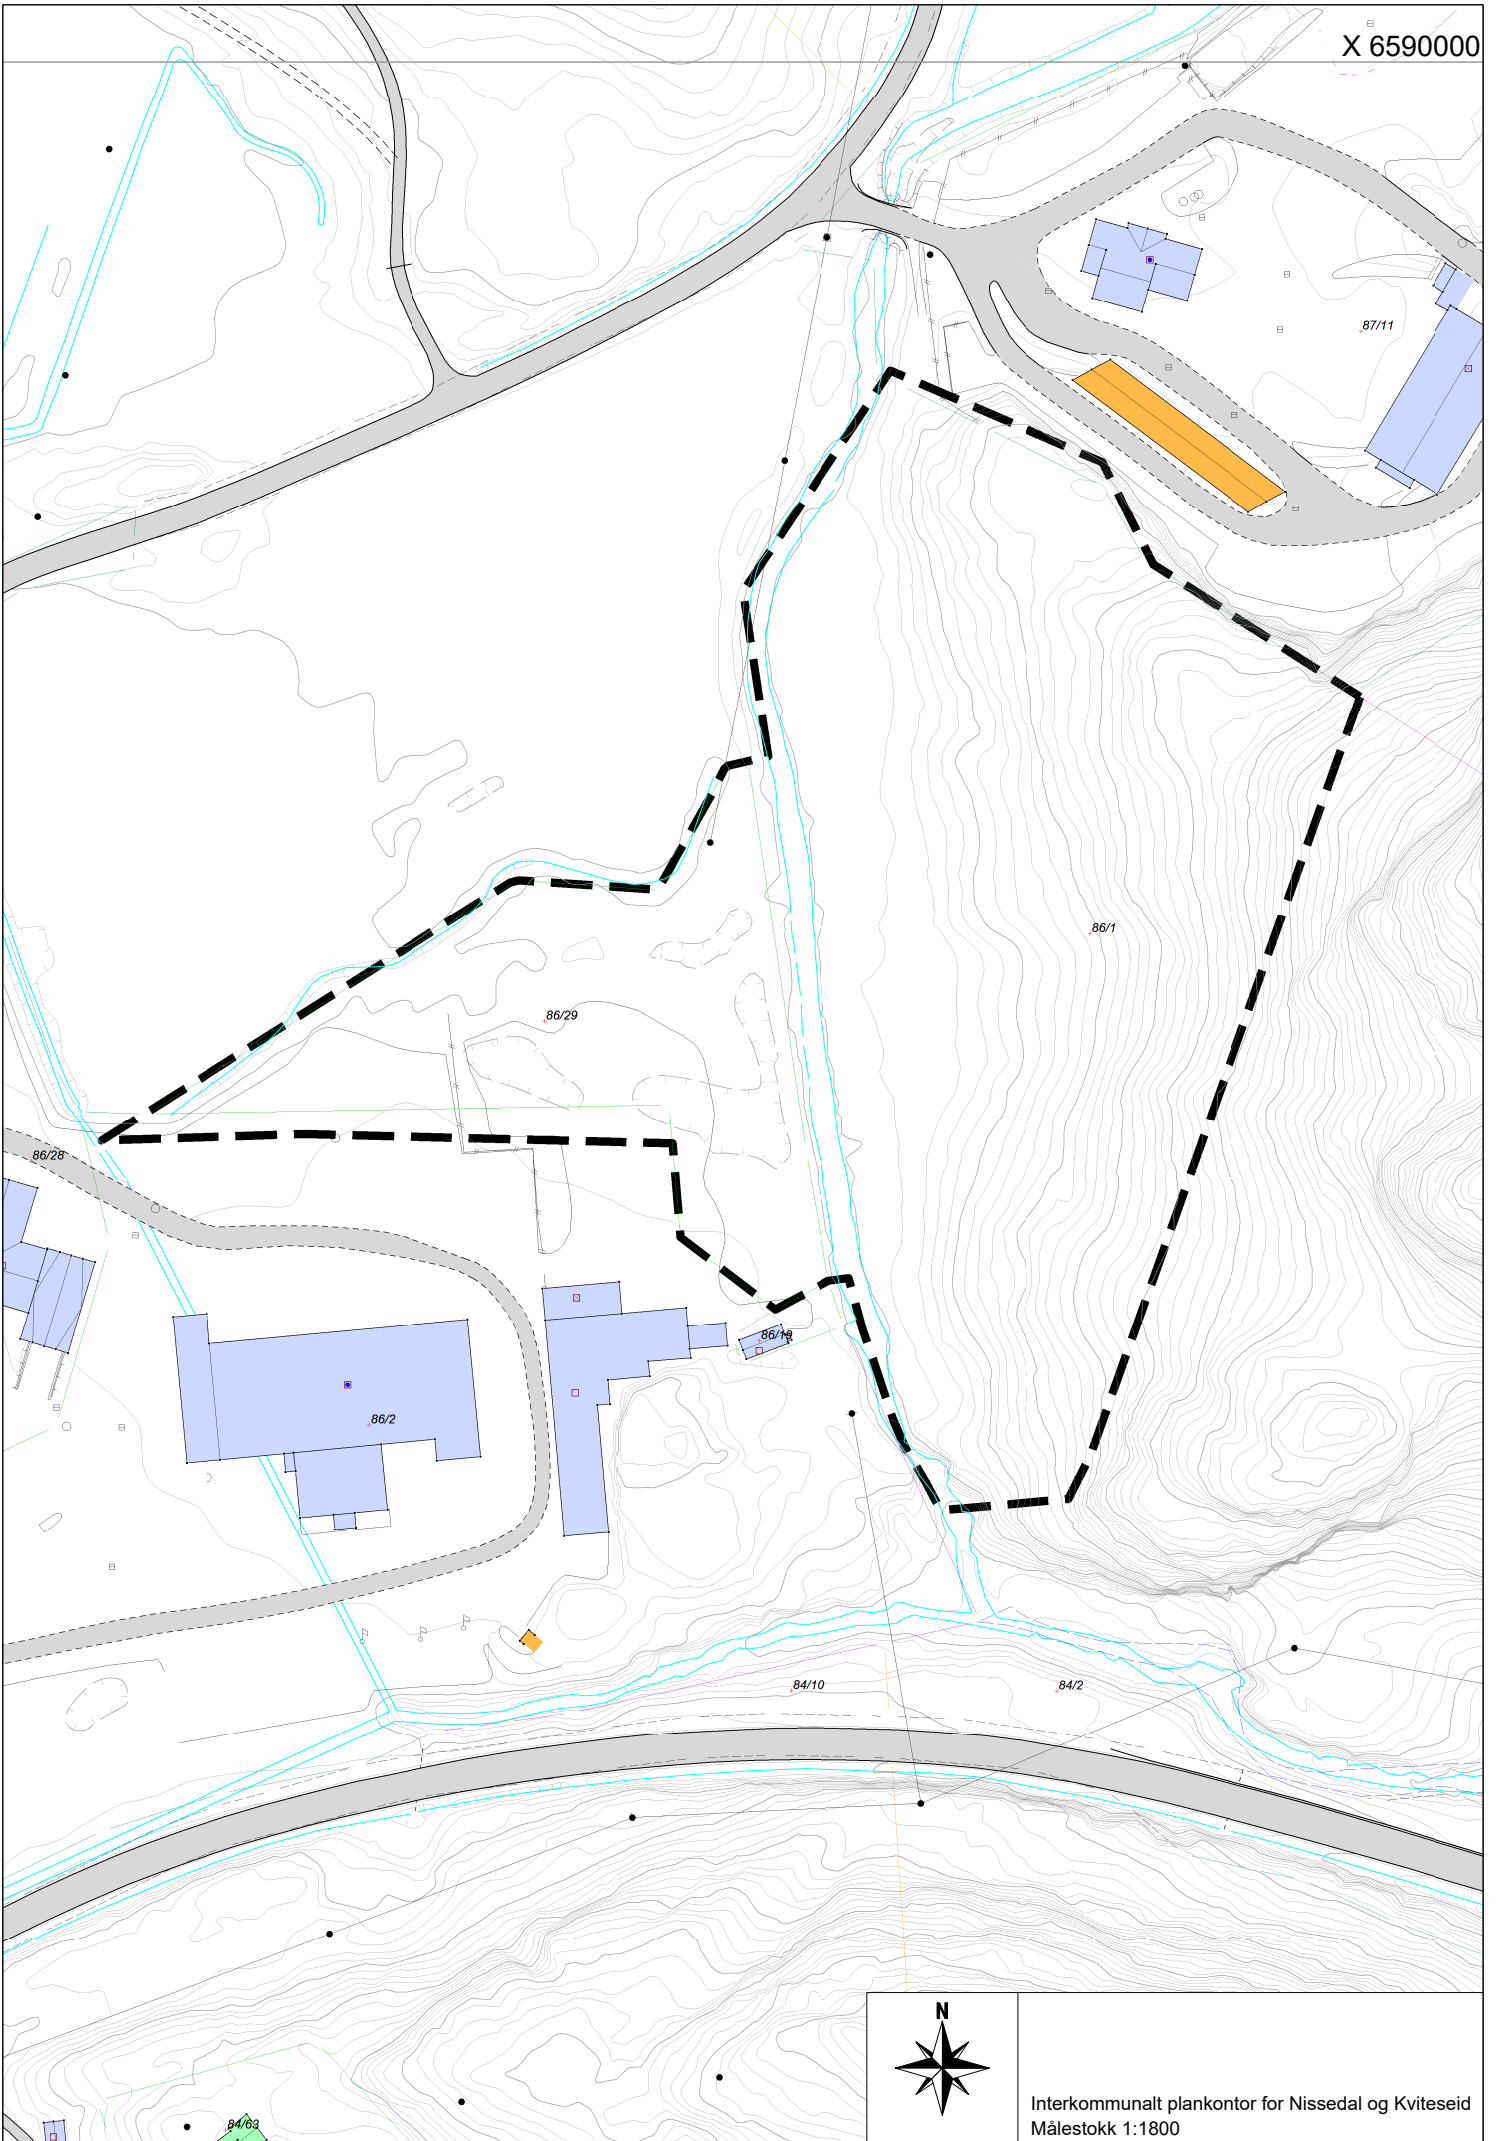 X 6590000
87/11
86/1
86/29
86/28
86/19
86/2
84/10
84/2
84/63
N
Interkommunalt plankontor for Nissedal og Kviteseid
Målestokk 1:1800